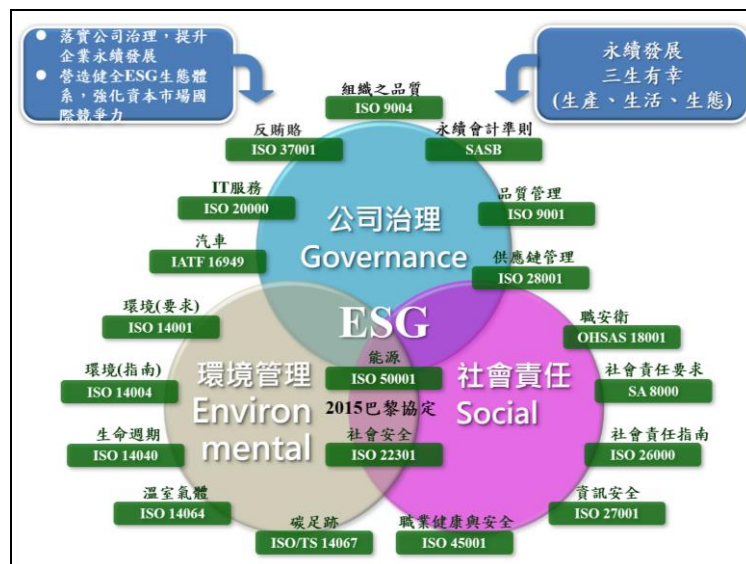 落實公司治理，提升
企業永續發展
營造健全ESG生態體
系，強化資本市場國
際競爭力
永續發展
三生有幸
(生產、生活、生態)
組織之品質
ISO 9004
反賄賂
ISO 37001
永續會計準則
SASB
IT服務
ISO 20000
品質管理
ISO 9001
公司治理
Governance
汽車
IATF 16949
供應鏈管理
ISO 28001
環境(要求)
ISO 14001
ESG
職安衛
OHSAS 18001
能源
ISO 50001
環境管理
Environ
mental
社會責任
Social
環境(指南)
ISO 14004
社會責任要求
SA 8000
2015巴黎協定
生命週期
ISO 14040
社會安全
ISO 22301
社會責任指南
ISO 26000
溫室氣體
ISO 14064
資訊安全
ISO 27001
碳足跡
ISO/TS 14067
職業健康與安全
ISO 45001